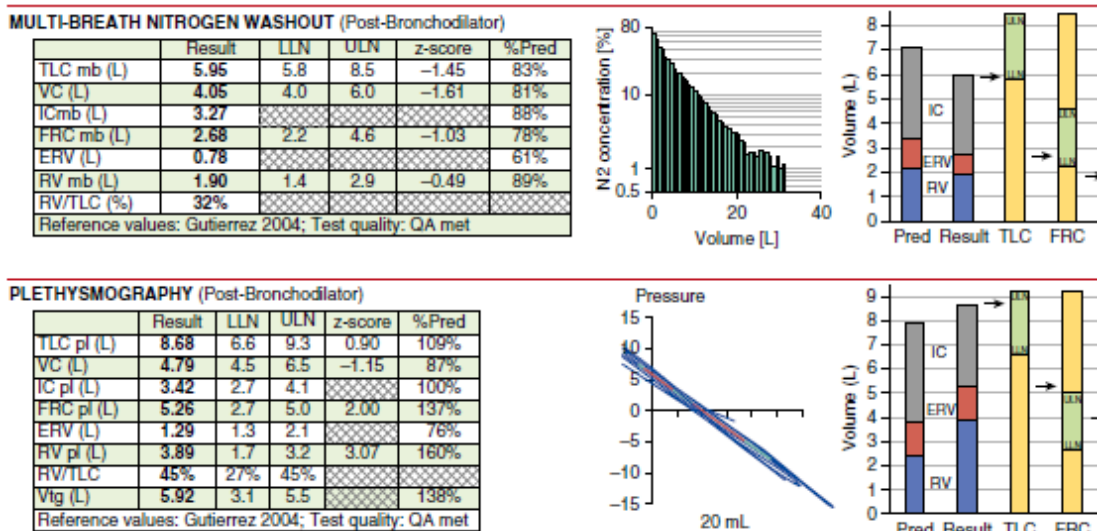 MULTI-BREATH NITROGEN WASHOUT (Post-Bronchodilator)
Result LLN ULN z-score %Pred
TLC mb (L) 5.95 5.8 8.5 –1.45 83%
VC (L) 4.05 4.0 6.0 –1.61 81%
ICmb (L) 3.27 88%
FRC mb (L) 2.68 2.2 4.6 –1.03 78%
ERV (L) 0.78 61%
RV mb (L) 1.90 1.4 2.9 –0.49 89%
RV/TLC (%) 32%
Reference values: Gutierrez 2004; Test quality: QA met
N2 concentration [%]
80
10
1
0.5
0 20 40
Volume [L]
Volume (L)
8
7
6
5
4
3
2
1
0
IC
ERV
RV
ULN
LLN
ULN
LLN
Pred Result TLC FRC
PLETHYSMOGRAPHY (Post-Bronchodilator)
Result LLN ULN z-score %Pred
TLC pl (L) 8.68 6.6 9.3 0.90 109%
VC (L) 4.79 4.5 6.5 –1.15 87%
IC pl (L) 3.42 2.7 4.1 100%
FRC pl (L) 5.26 2.7 5.0 2.00 137%
ERV (L) 1.29 1.3 2.1 76%
RV pl (L) 3.89 1.7 3.2 3.07 160%
RV/TLC 45% 27% 45%
Vtg (L) 5.92 3.1 5.5 138%
Reference values: Gutierrez 2004; Test quality: QA met
Pressure
15
10
5
0
–5
–10
–15
20 mL
Volume (L)
9
8
7
6
5
4
3
2
1
0
IC
ERV
RV
ULN
LLN
ULN
LLN
Pred Result TLC FRC